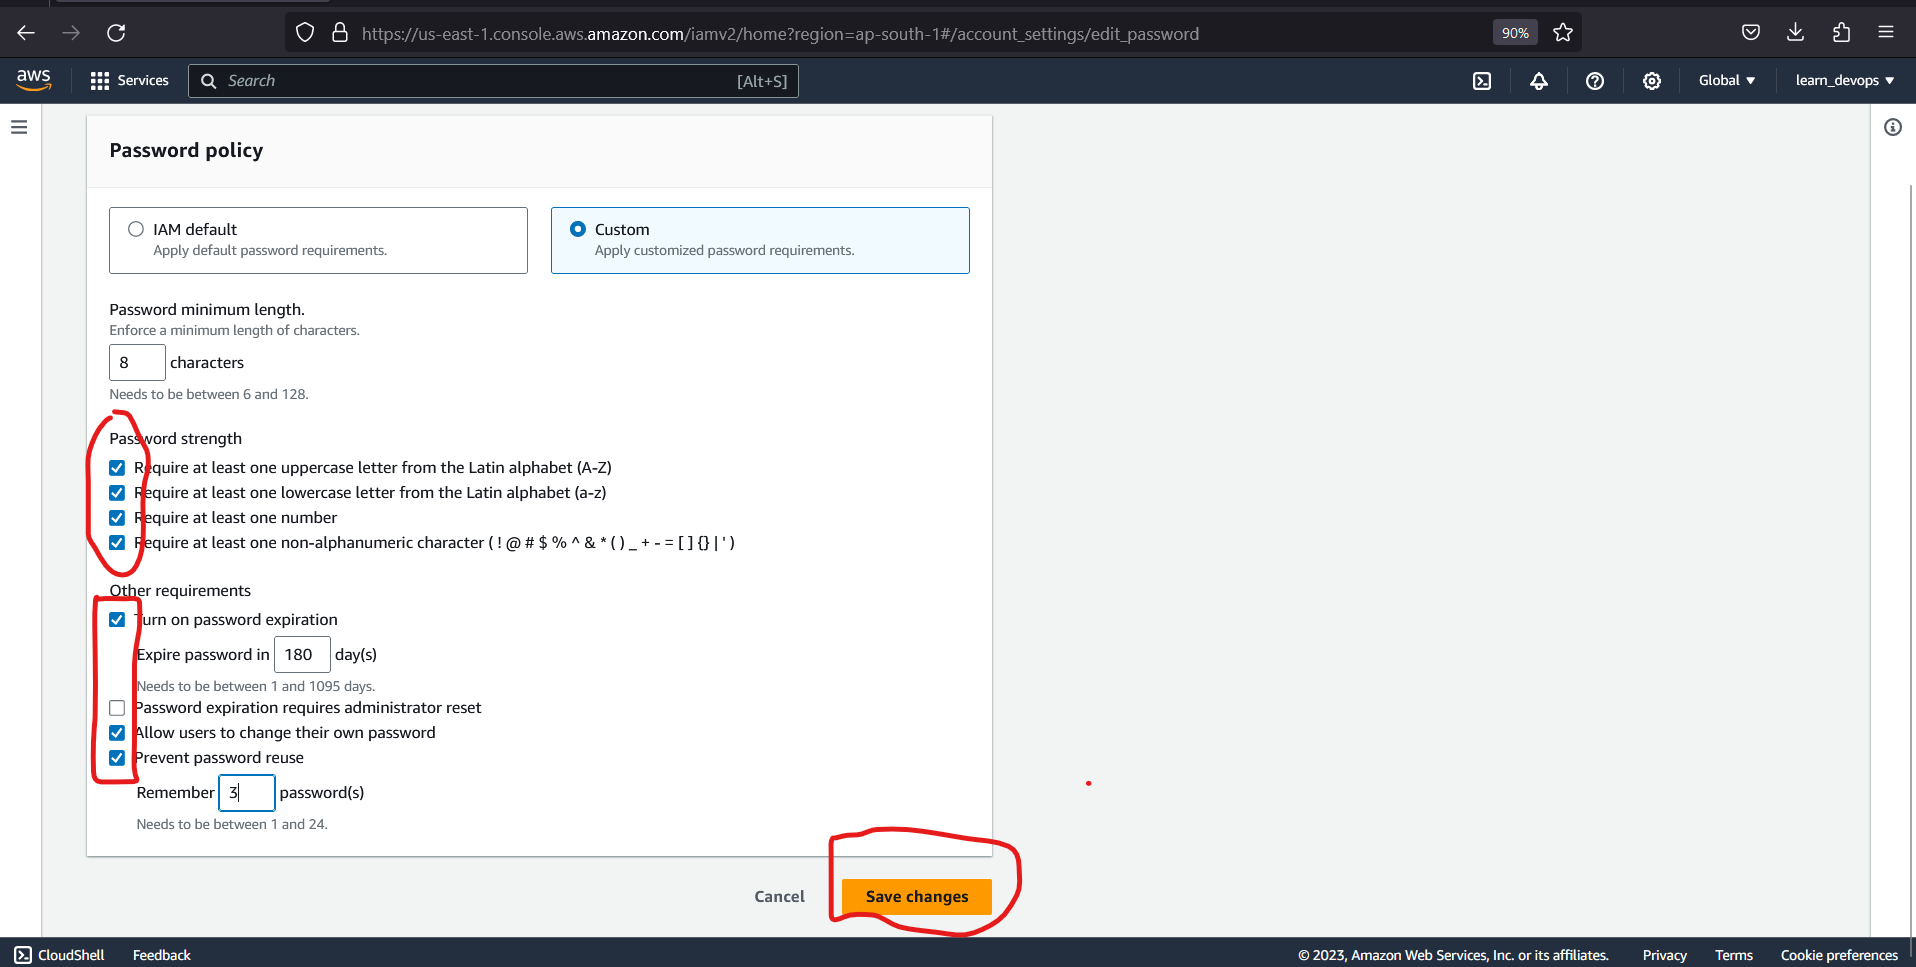 https://us-east-1.console.aws.amazon.com/iamv2/home?region=ap-south-1#/account_settings/edit_password
90%
aws
Services
Search
[Alt+S]
Global
learn_devops
Password policy
IAM default
Apply default password requirements.
Custom
Apply customized password requirements.
Password minimum length.
Enforce a minimum length of characters.
8 characters
Needs to be between 6 and 128.
Password strength
Require at least one uppercase letter from the Latin alphabet (A-Z)
Require at least one lowercase letter from the Latin alphabet (a-z)
Require at least one number
Require at least one non-alphanumeric character ( ! @ # $ % ^ & * ( ) _ + - = [ ] {} | ' )
Other requirements
Turn on password expiration
Expire password in 180 day(s)
Needs to be between 1 and 1095 days.
Password expiration requires administrator reset
Allow users to change their own password
Prevent password reuse
Remember 3 password(s)
Needs to be between 1 and 24.
Cancel
Save changes
CloudShell
Feedback
© 2023, Amazon Web Services, Inc. or its affiliates.
Privacy
Terms
Cookie preferences